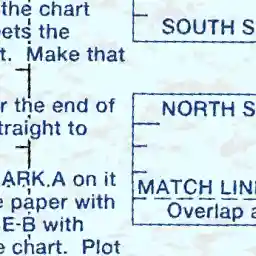 the chart
ets the
t. Make that
r the end of
traight to
ARK.A on it
e paper with
E-B with
e chart. Plot
SOUTH S
NORTH S
MATCH LIN
Overlap a